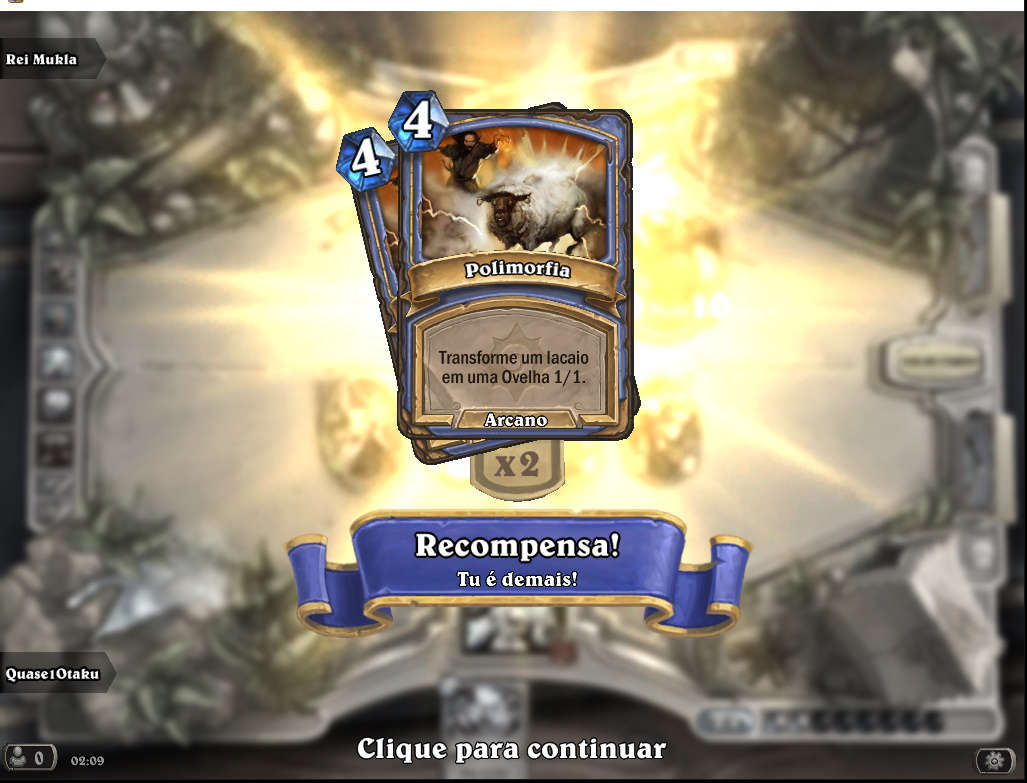 Rei Mukla
4
4
Polimorfia
Transforme um lacaio
em uma Ovelha 1/1.
Arcano
x2
Recompensa!
Tu é demais!
Quase1Otaku
Clique para continuar
0
02:09